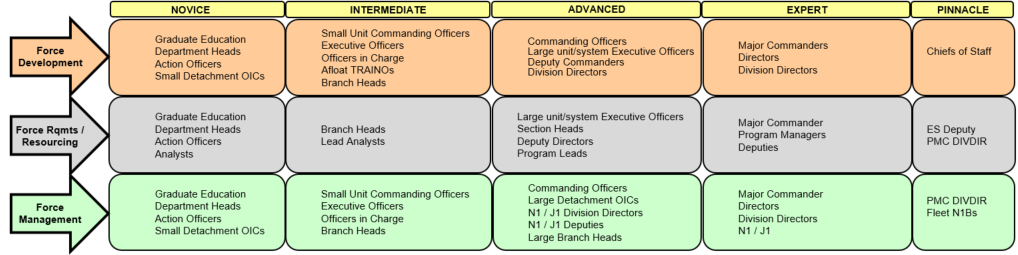 NOVICE
INTERMEDIATE
ADVANCED
EXPERT
PINNACLE
Force
Development
Graduate Education
Department Heads
Action Officers
Small Detachment OICs
Small Unit Commanding Officers
Executive Officers
Officers in Charge
Afloat TRAINOs
Branch Heads
Commanding Officers
Large unit/system Executive Officers
Deputy Commanders
Division Directors
Major Commanders
Directors
Division Directors
Chiefs of Staff
Force Rqmts /
Resourcing
Graduate Education
Department Heads
Action Officers
Analysts
Branch Heads
Lead Analysts
Large unit/system Executive Officers
Section Heads
Deputy Directors
Program Leads
Major Commander
Program Managers
Deputies
ES Deputy
PMC DIVDIR
Force
Management
Graduate Education
Department Heads
Action Officers
Small Detachment OICs
Small Unit Commanding Officers
Executive Officers
Officers in Charge
Branch Heads
Commanding Officers
Large Detachment OICs
N1 / J1 Division Directors
N1 / J1 Deputies
Large Branch Heads
Major Commander
Directors
Division Directors
N1 / J1
PMC DIVDIR
Fleet N1Bs